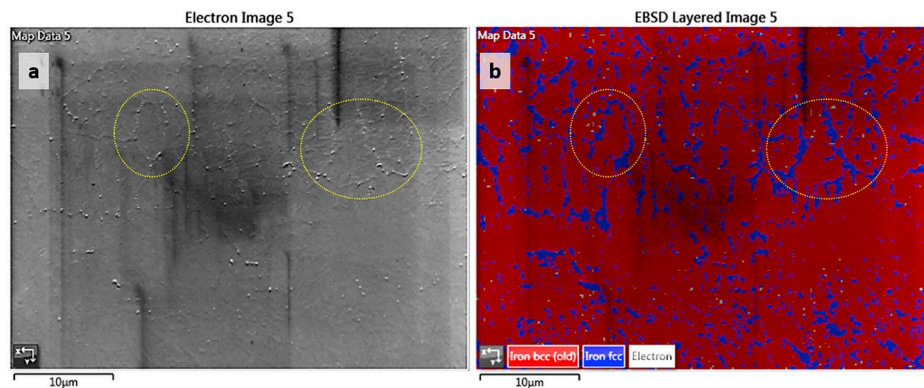 Electron Image 5
Map Data 5
a
10µm
EBSD Layered Image 5
Map Data 5
b
Iron bcc (old) Iron fcc Electron
10µm